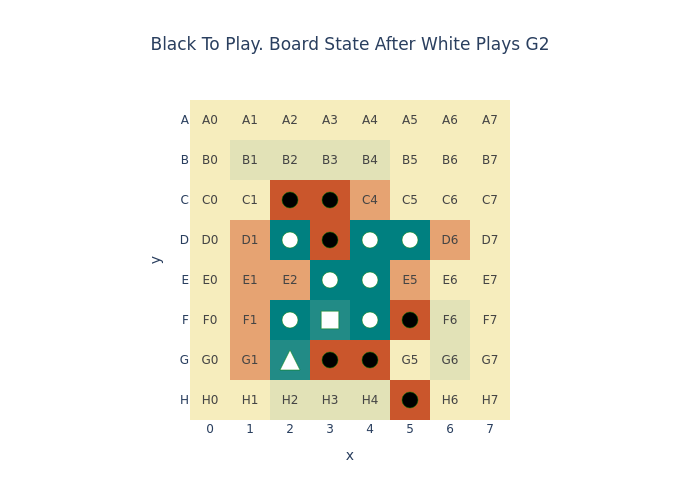 Black To Play. Board State After White Plays G2
A A0 A1 A2 A3 A4 A5 A6 A7
B B0 B1 B2 B3 B4 B5 B6 B7
C C0 C1 C4 C5 C6 C7
D D0 D1 D6 D7
y
E E0 E1 E2 E5 E6 E7
F F0 F1 F6 F7
G G0 G1 G5 G6 G7
H H0 H1 H2 H3 H4 H6 H7
0 1 2 3 4 5 6 7
x